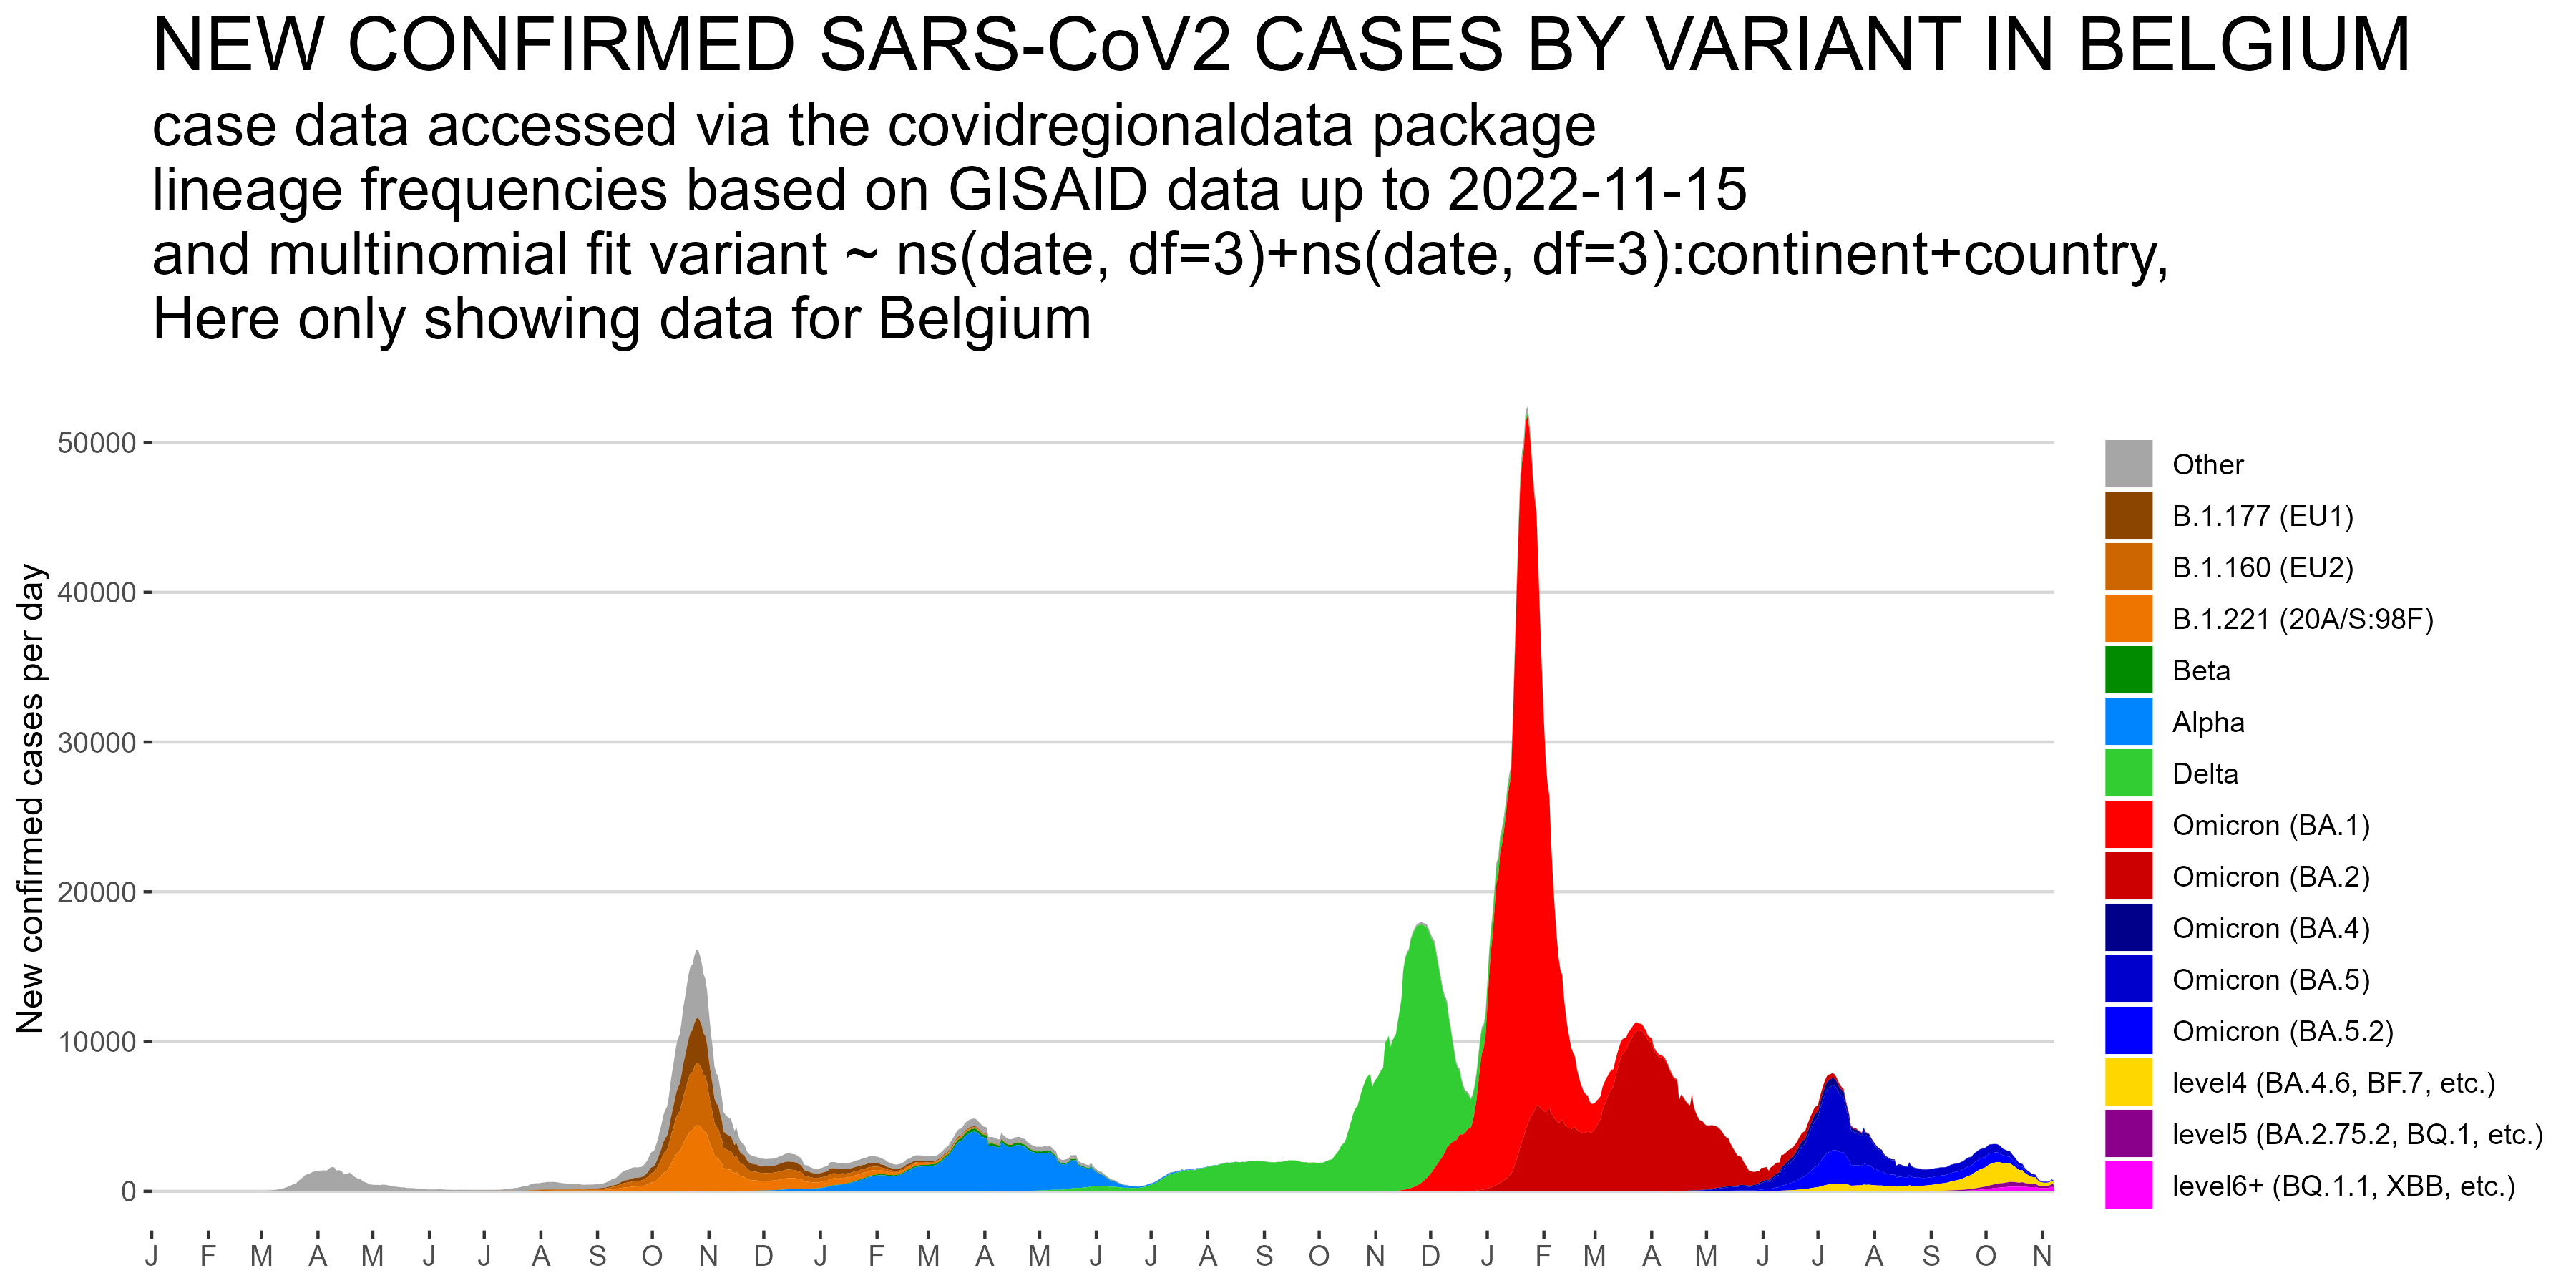 NEW CONFIRMED SARS-CoV2 CASES BY VARIANT IN BELGIUM
case data accessed via the covidregionaldata package
lineage frequencies based on GISAID data up to 2022-11-15
and multinomial fit variant ~ ns(date, df=3)+ns(date, df=3):continent+country,
Here only showing data for Belgium
New confirmed cases per day
50000
40000
30000
20000
10000
0
J F M A M J J A S O N D J F M A M J J A S O N D J F M A M J J A S O N
Other
B.1.177 (EU1)
B.1.160 (EU2)
B.1.221 (20A/S:98F)
Beta
Alpha
Delta
Omicron (BA.1)
Omicron (BA.2)
Omicron (BA.4)
Omicron (BA.5)
Omicron (BA.5.2)
level4 (BA.4.6, BF.7, etc.)
level5 (BA.2.75.2, BQ.1, etc.)
level6+ (BQ.1.1, XBB, etc.)